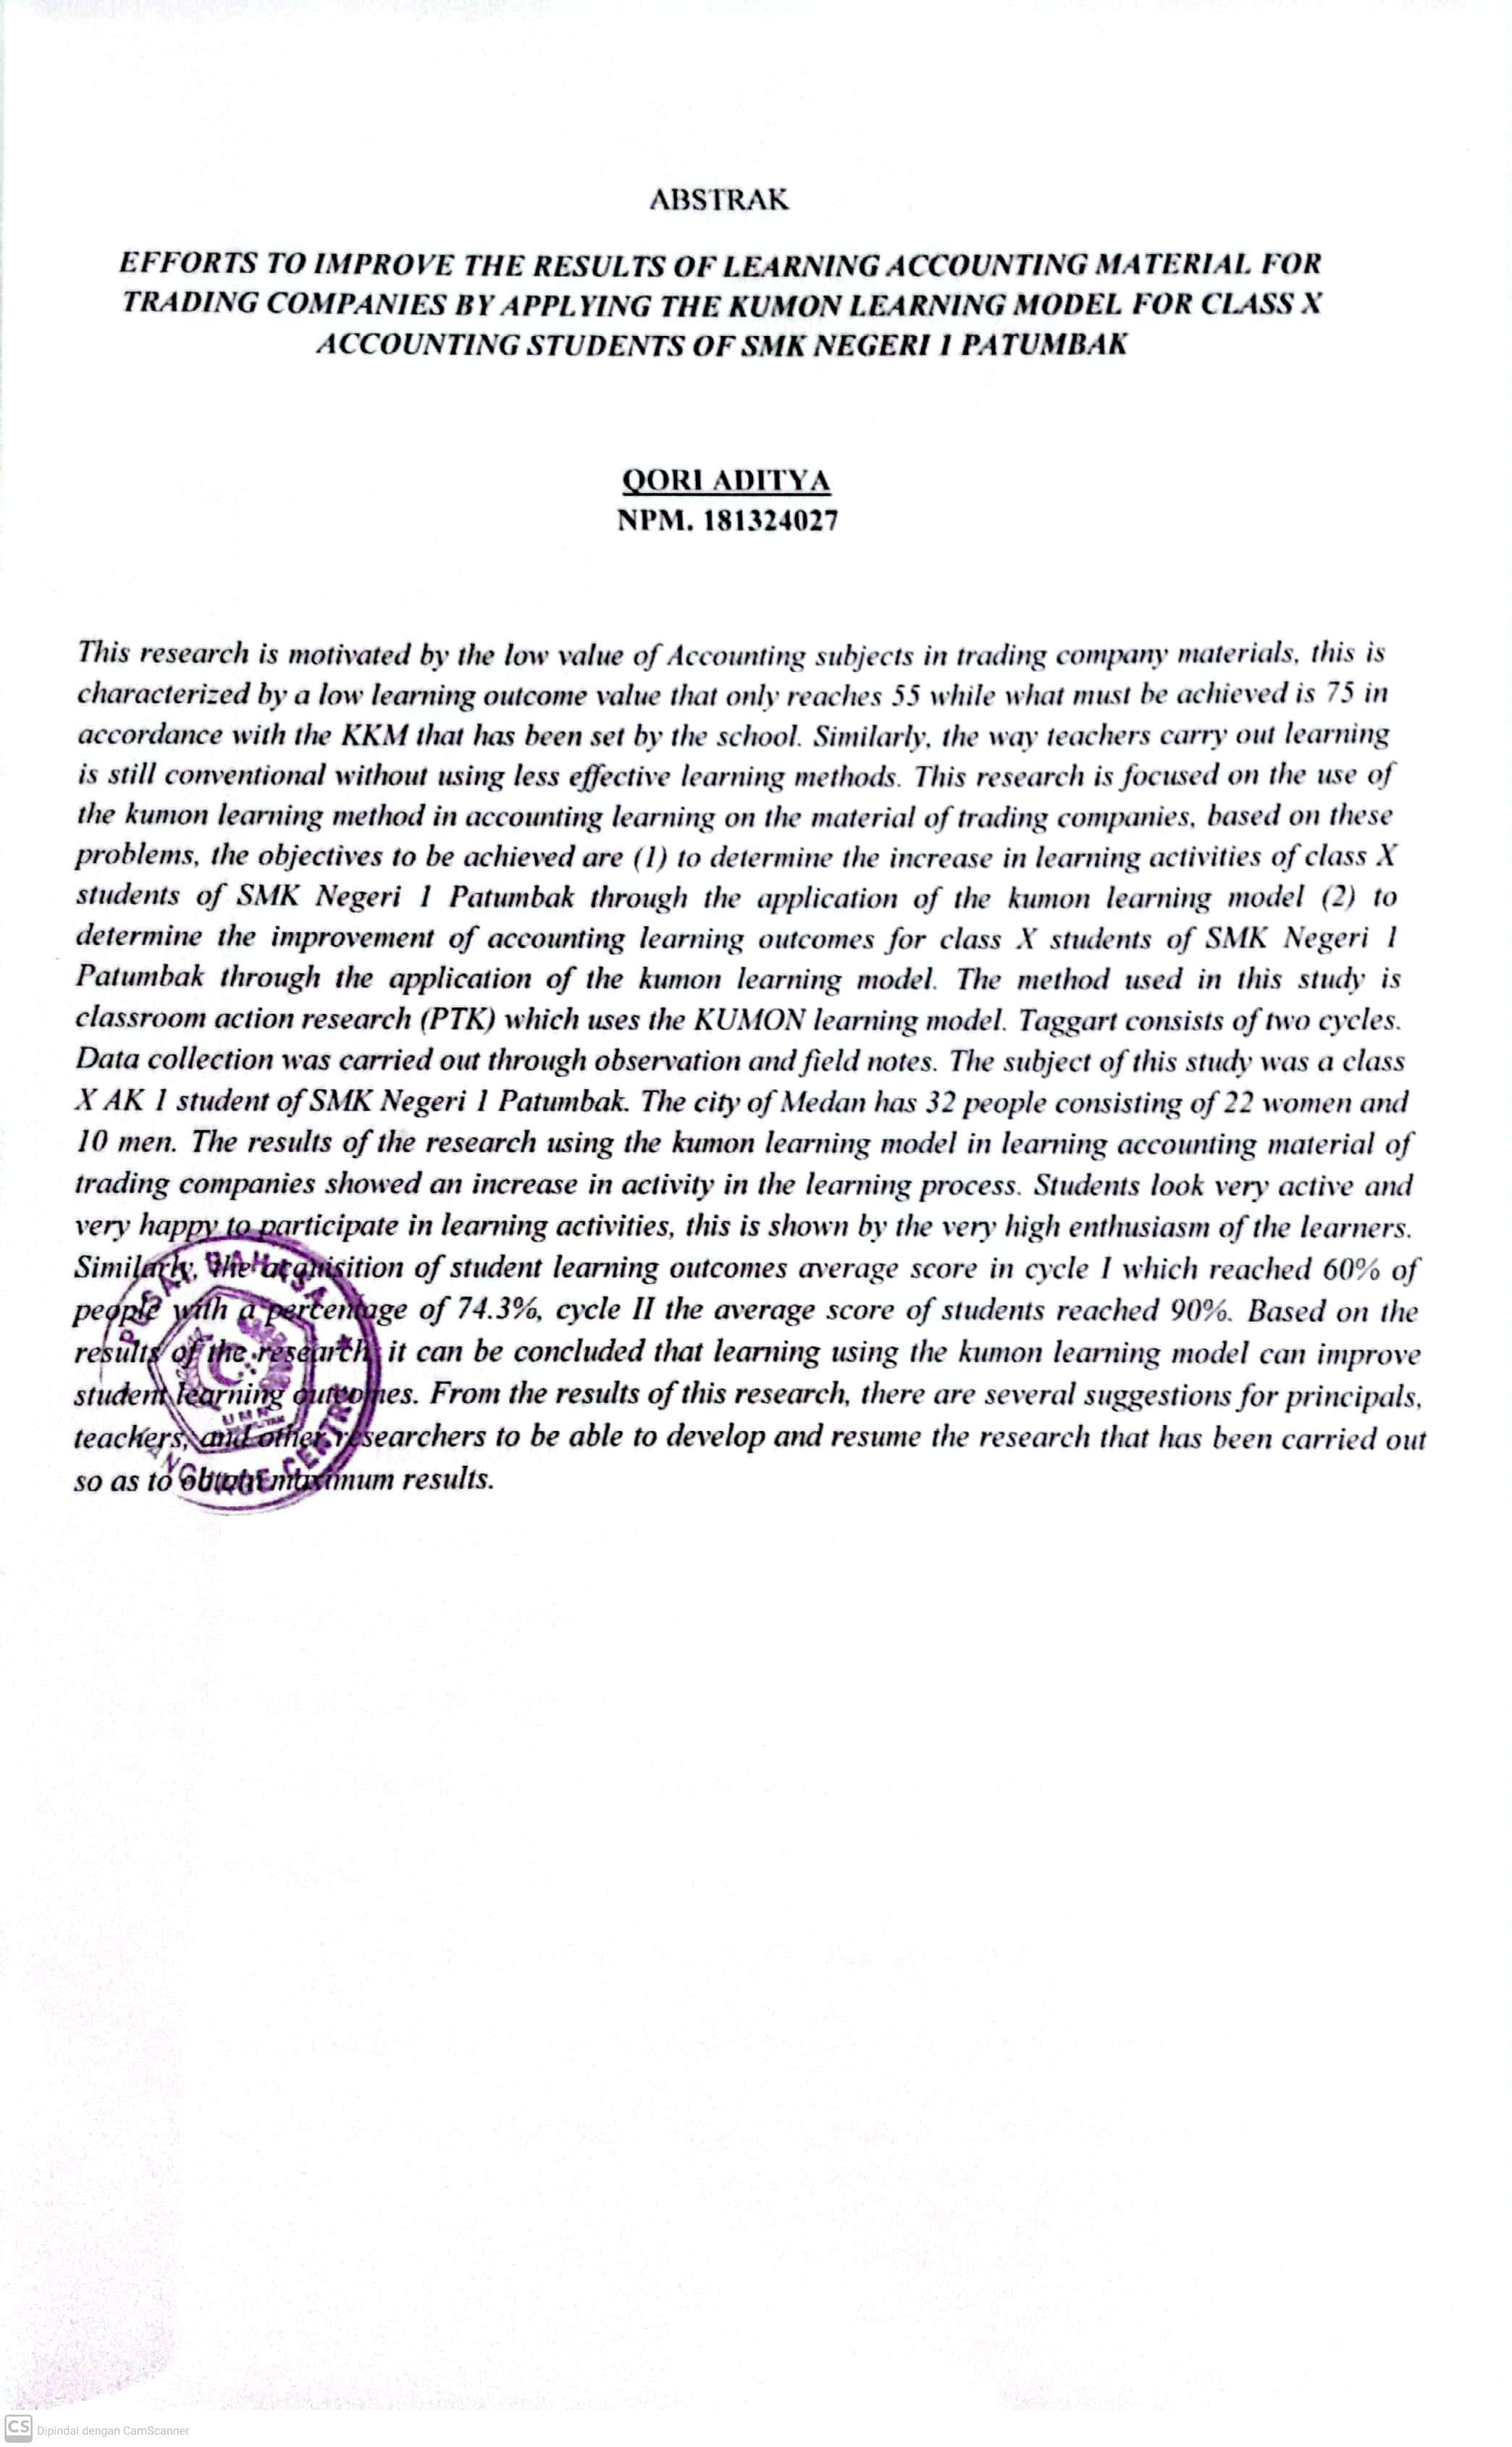 ABSTRAK
EFFORTS TO IMPROVE THE RESULTS OF LEARNING ACCOUNTING MATERIAL FOR
TRADING COMPANIES BY APPLYING THE KUMON LEARNING MODEL FOR CLASS X
ACCOUNTING STUDENTS OF SMK NEGERI 1 PATUMBAK
QORI ADITYA
NPM. 181324027
This research is motivated by the low value of Accounting subjects in trading company materials, this is
characterized by a low learning outcome value that only reaches 55 while what must be achieved is 75 in
accordance with the KKM that has been set by the school. Similarly, the way teachers carry out learning
is still conventional without using less effective learning methods. This research is focused on the use of
the kumon learning method in accounting learning on the material of trading companies, based on these
problems, the objectives to be achieved are (1) to determine the increase in learning activities of class X
students of SMK Negeri 1 Patumbak through the application of the kumon learning model (2) to
determine the improvement of accounting learning outcomes for class X students of SMK Negeri 1
Patumbak through the application of the kumon learning model. The method used in this study is
classroom action research (PTK) which uses the KUMON learning model. Taggart consists of two cycles.
Data collection was carried out through observation and field notes. The subject of this study was a class
X AK 1 student of SMK Negeri 1 Patumbak. The city of Medan has 32 people consisting of 22 women and
10 men. The results of the research using the kumon learning model in learning accounting material of
trading companies showed an increase in activity in the learning process. Students look very active and
very happy to participate in learning activities, this is shown by the very high enthusiasm of the learners.
Similarly, the acquisition of student learning outcomes average score in cycle I which reached 60% of
people with a percentage of 74.3%, cycle II the average score of students reached 90%. Based on the
results of the research, it can be concluded that learning using the kumon learning model can improve
student learning outcomes. From the results of this research, there are several suggestions for principals,
teachers, and other researchers to be able to develop and resume the research that has been carried out
so as to obtain maximum results.
PUSAT BAHASA
UMN
LANGUAGE CENTRE
CS Dipindai dengan CamScanner